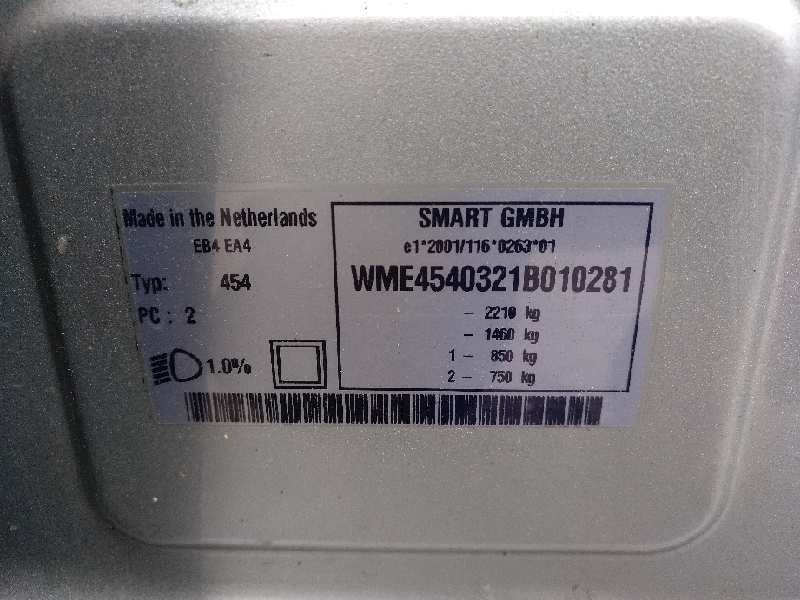 Made in the Netherlands
EB4 EA4
Typ: 454
PC : 2
1.0%
SMART GMBH
e1*2001/116*0263*01
WME4540321B010281
– 2210 kg
– 1460 kg
1 – 850 kg
2 – 750 kg